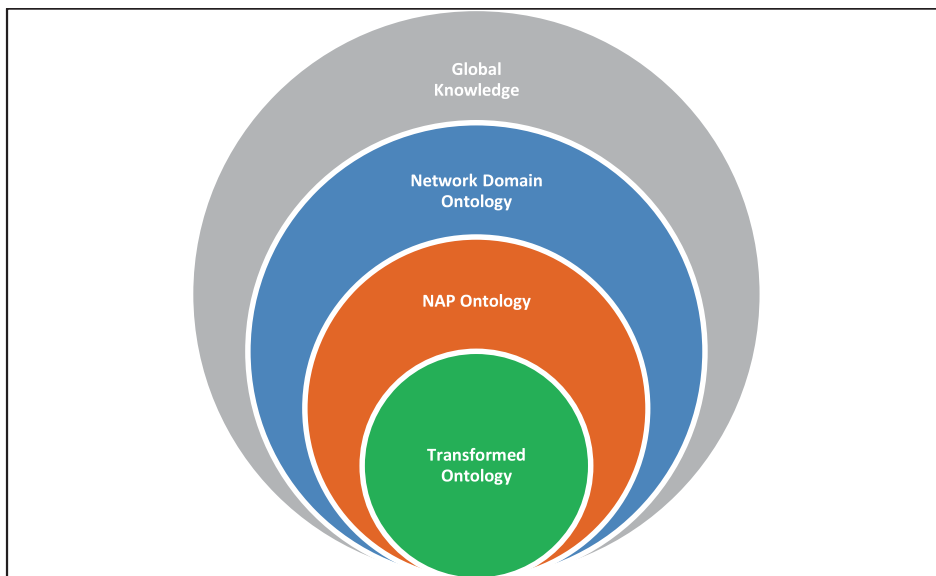 Global
Knowledge
Network Domain
Ontology
NAP Ontology
Transformed
Ontology